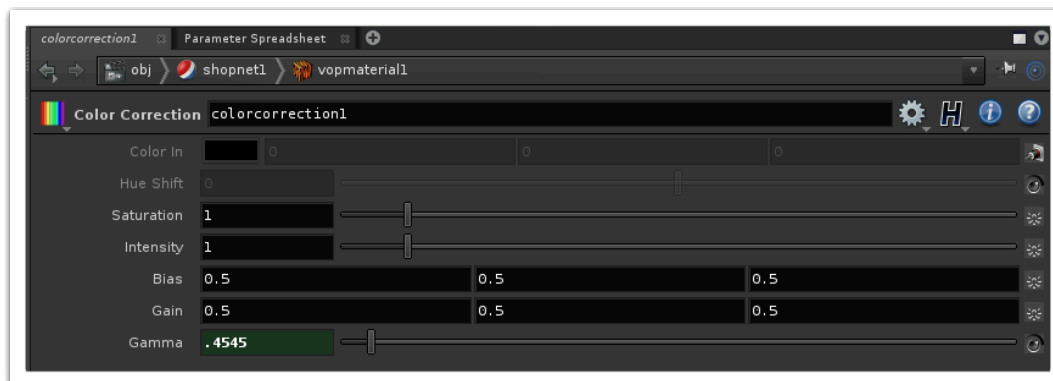 colorcorrection1 Parameter Spreadsheet
obj shopnet1 vopmaterial1
Color Correction colorcorrection1
Color In 0 0 0
Hue Shift 0
Saturation 1
Intensity 1
Bias 0.5 0.5 0.5
Gain 0.5 0.5 0.5
Gamma .4545